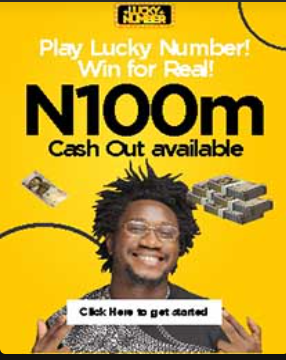 LUCKY
NUMBER
Play Lucky Number!
Win for Real!
N100m
Cash Out available
Click Here to get started